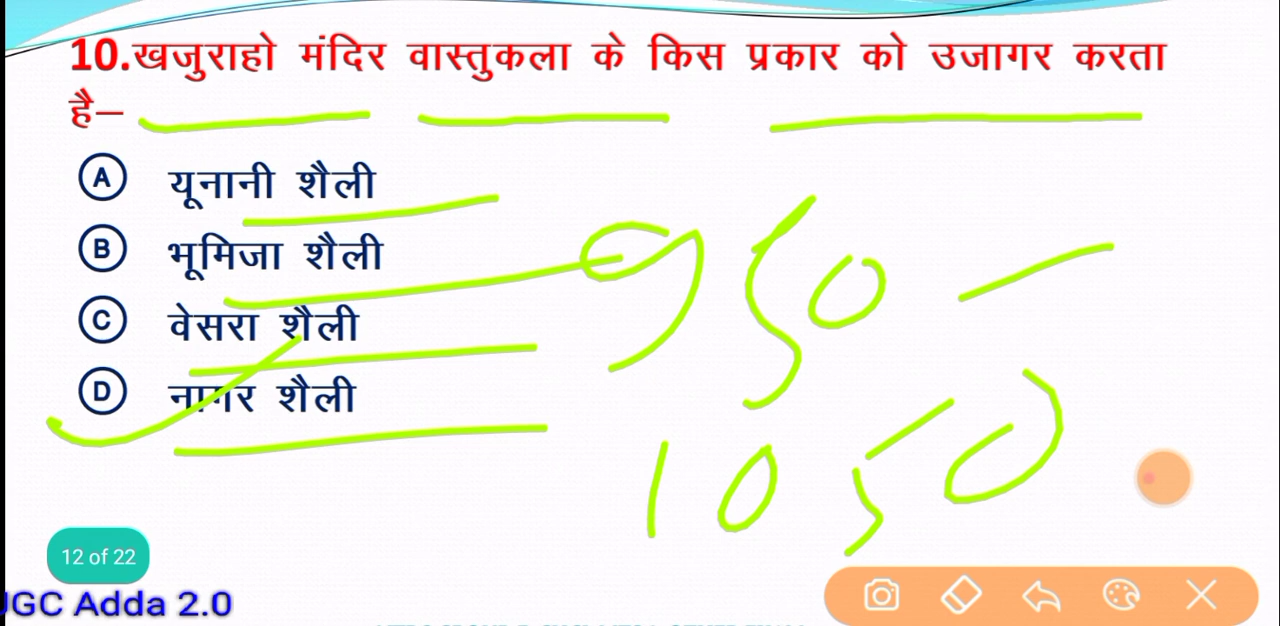 10.खजुराहो मंदिर वास्तुकला के किस प्रकार को उजागर करता
है–
A यूनानी शैली
B भूमिजा शैली
C वेसरा शैली
D नागर शैली
950 –
1050
12 of 22
JGC Adda 2.0